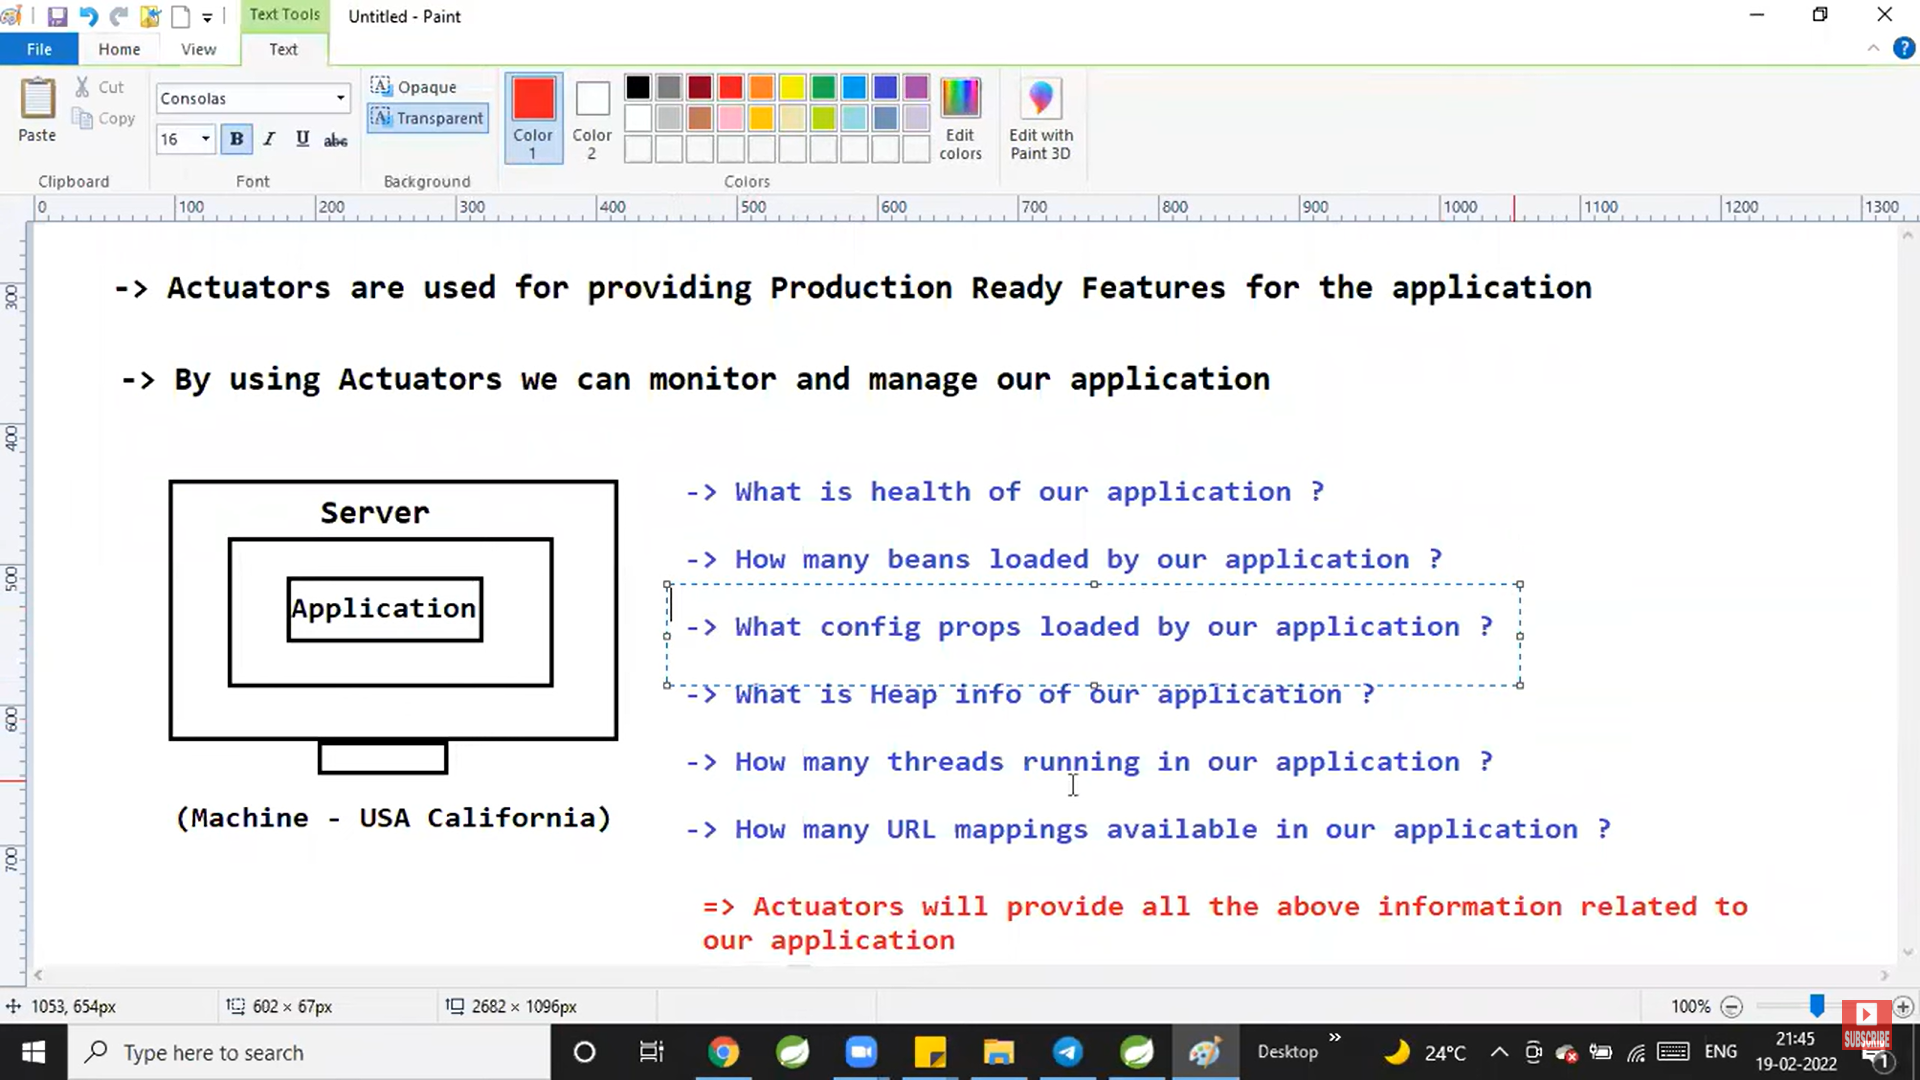 Text Tools
Untitled - Paint
File
Home
View
Text
Paste
Cut
Copy
Clipboard
Consolas
16
B
I
U
abc
Font
Opaque
Transparent
Background
Color
1
Color
2
Edit
colors
Colors
Edit with
Paint 3D
0 100 200 300 400 500 600 700 800 900 1000 1100 1200 1300
300
400
500
600
700
-> Actuators are used for providing Production Ready Features for the application
-> By using Actuators we can monitor and manage our application
Server
Application
(Machine - USA California)
-> What is health of our application ?
-> How many beans loaded by our application ?
-> What config props loaded by our application ?
-> What is Heap info of our application ?
-> How many threads running in our application ?
-> How many URL mappings available in our application ?
=> Actuators will provide all the above information related to
our application
1053, 654px
602 × 67px
2682 × 1096px
100%
SUBSCRIBE
Type here to search
Desktop
24°C
ENG
21:45
19-02-2022
1